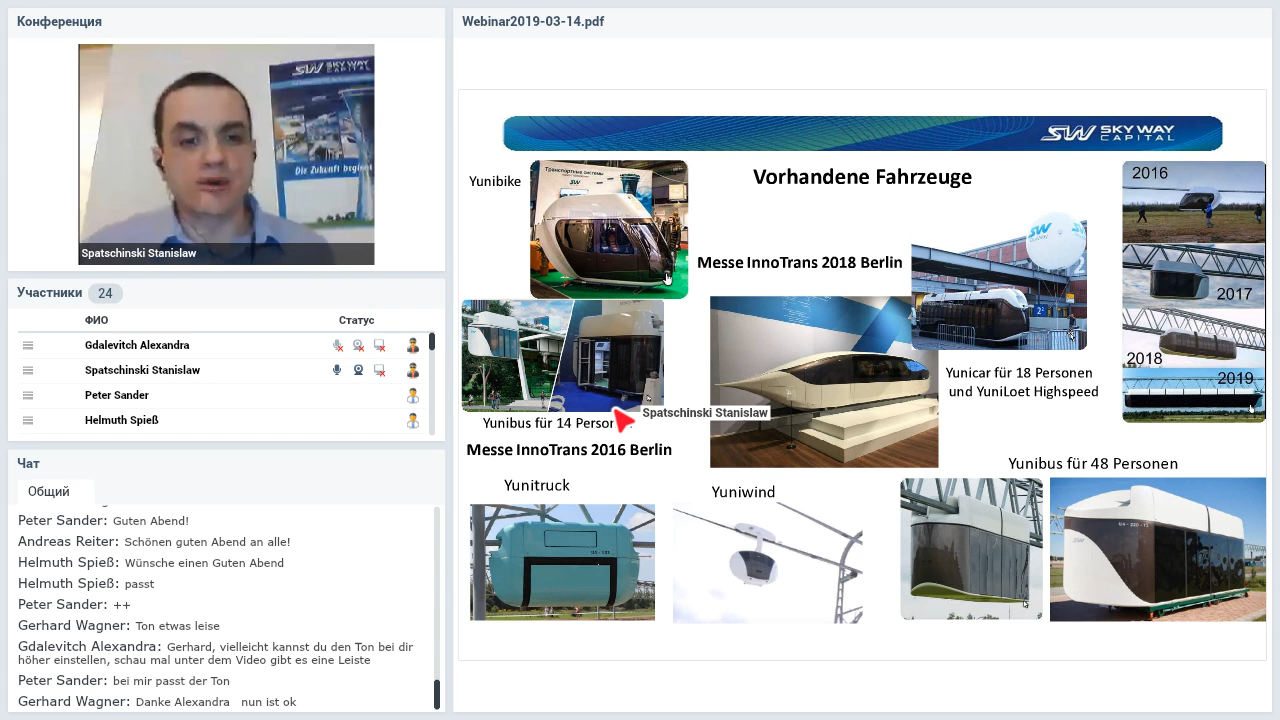 Конференция
SW SKY WAY
CAPITAL
Die Zukunft beginnt
Spatschinski Stanislaw
Участники 24
ФИО Статус
Gdalevitch Alexandra
Spatschinski Stanislaw
Peter Sander
Helmuth Spieß
Чат
Общий
Peter Sander: Guten Abend!
Andreas Reiter: Schönen guten Abend an alle!
Helmuth Spieß: Wünsche einen Guten Abend
Helmuth Spieß: passt
Peter Sander: ++
Gerhard Wagner: Ton etwas leise
Gdalevitch Alexandra: Gerhard, vielleicht kannst du den Ton bei dir
höher einstellen, schau mal unter dem Video gibt es eine Leiste
Peter Sander: bei mir passt der Ton
Gerhard Wagner: Danke Alexandra nun ist ok
Webinar2019-03-14.pdf
SW SKY WAY
CAPITAL
Yunibike
Транспортные системы
SW
Vorhandene Fahrzeuge
2016
2017
2018
2019
Messe InnoTrans 2018 Berlin
SW
Yunicar für 18 Personen
und YuniLoet Highspeed
Yunibus für 14 Person
Spatschinski Stanislaw
Messe InnoTrans 2016 Berlin
Yunibus für 48 Personen
Yunitruck
Yuniwind